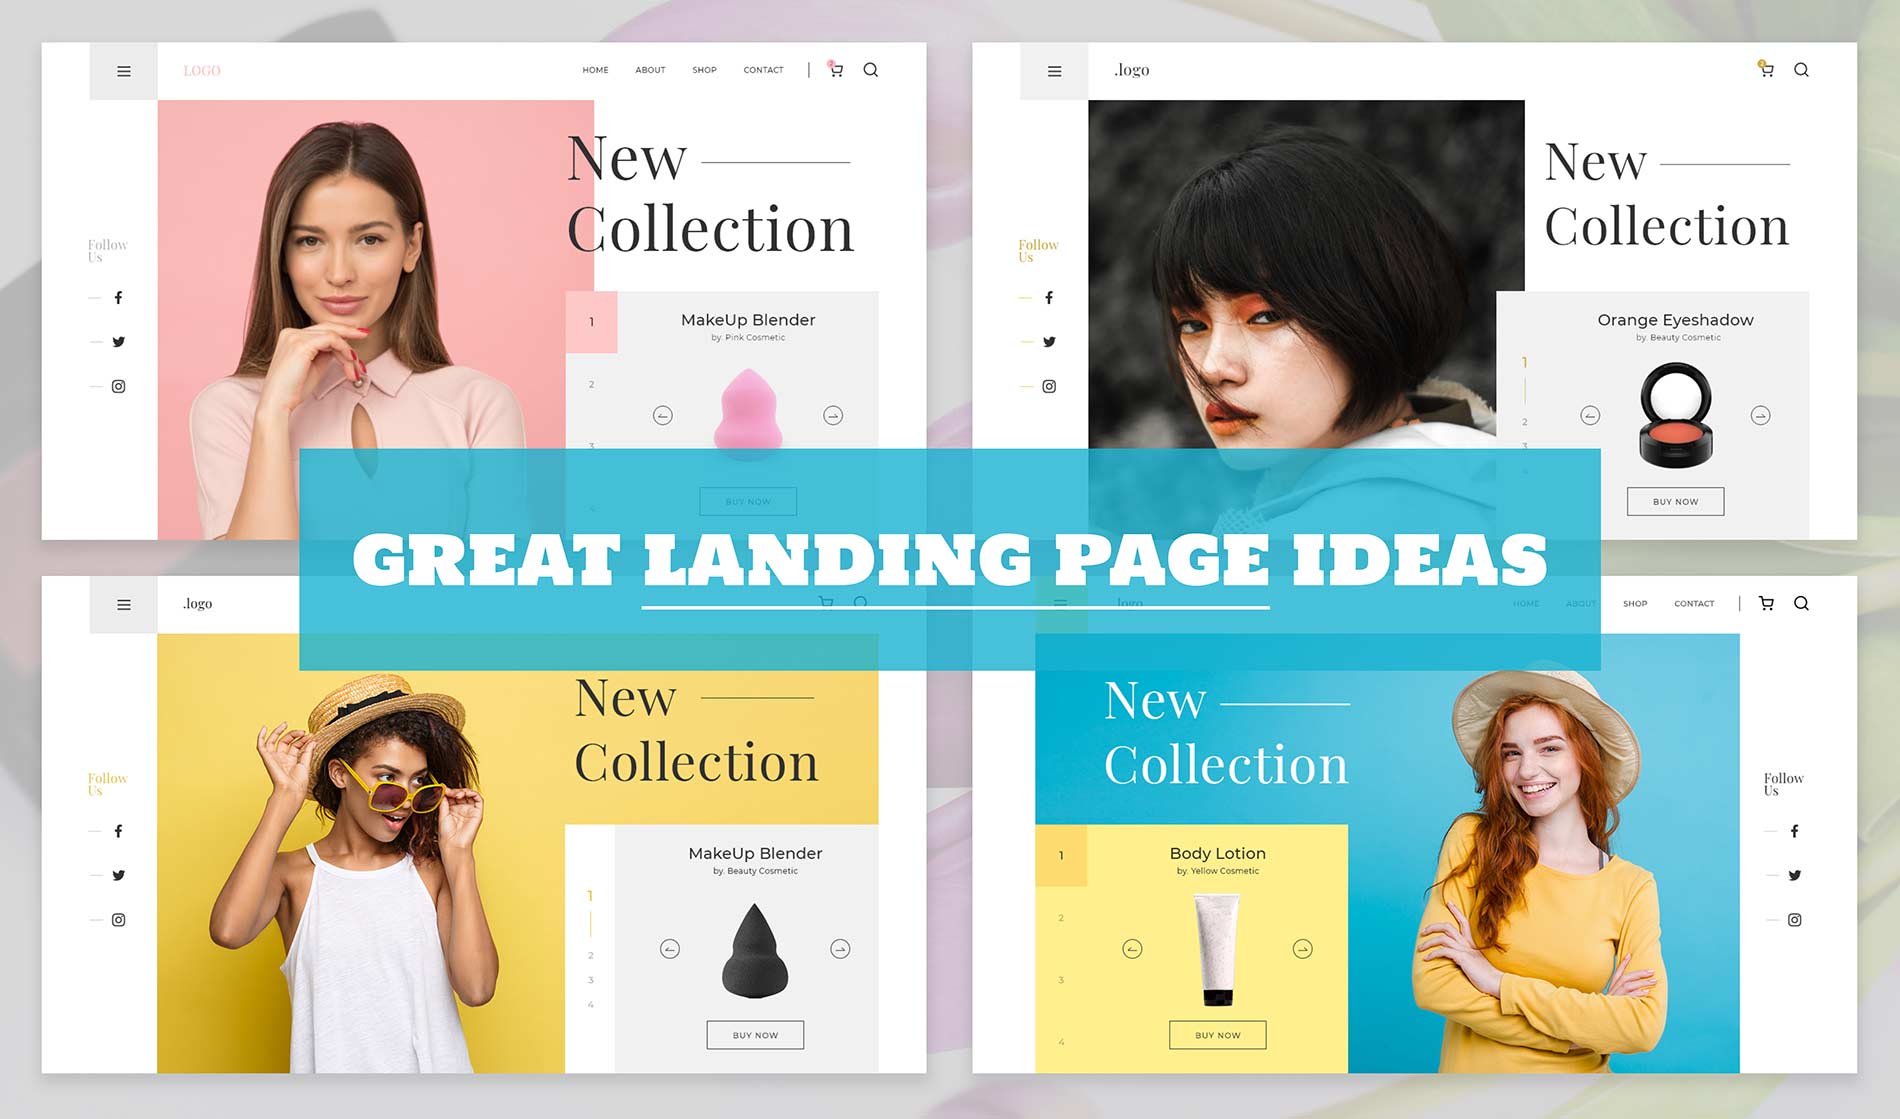 LOGO
HOME ABOUT SHOP CONTACT
2
New
Collection
Follow
Us
1
MakeUp Blender
by. Pink Cosmetic
2
3
4
BUY NOW
.logo
2
New
Collection
Follow
Us
Orange Eyeshadow
by. Beauty Cosmetic
1
2
3
4
BUY NOW
GREAT LANDING PAGE IDEAS
.logo
New
Collection
Follow
Us
MakeUp Blender
by. Beauty Cosmetic
1
2
3
4
BUY NOW
.logo
HOME ABOUT SHOP CONTACT
New
Collection
Follow
Us
1
Body Lotion
by. Yellow Cosmetic
2
3
4
BUY NOW